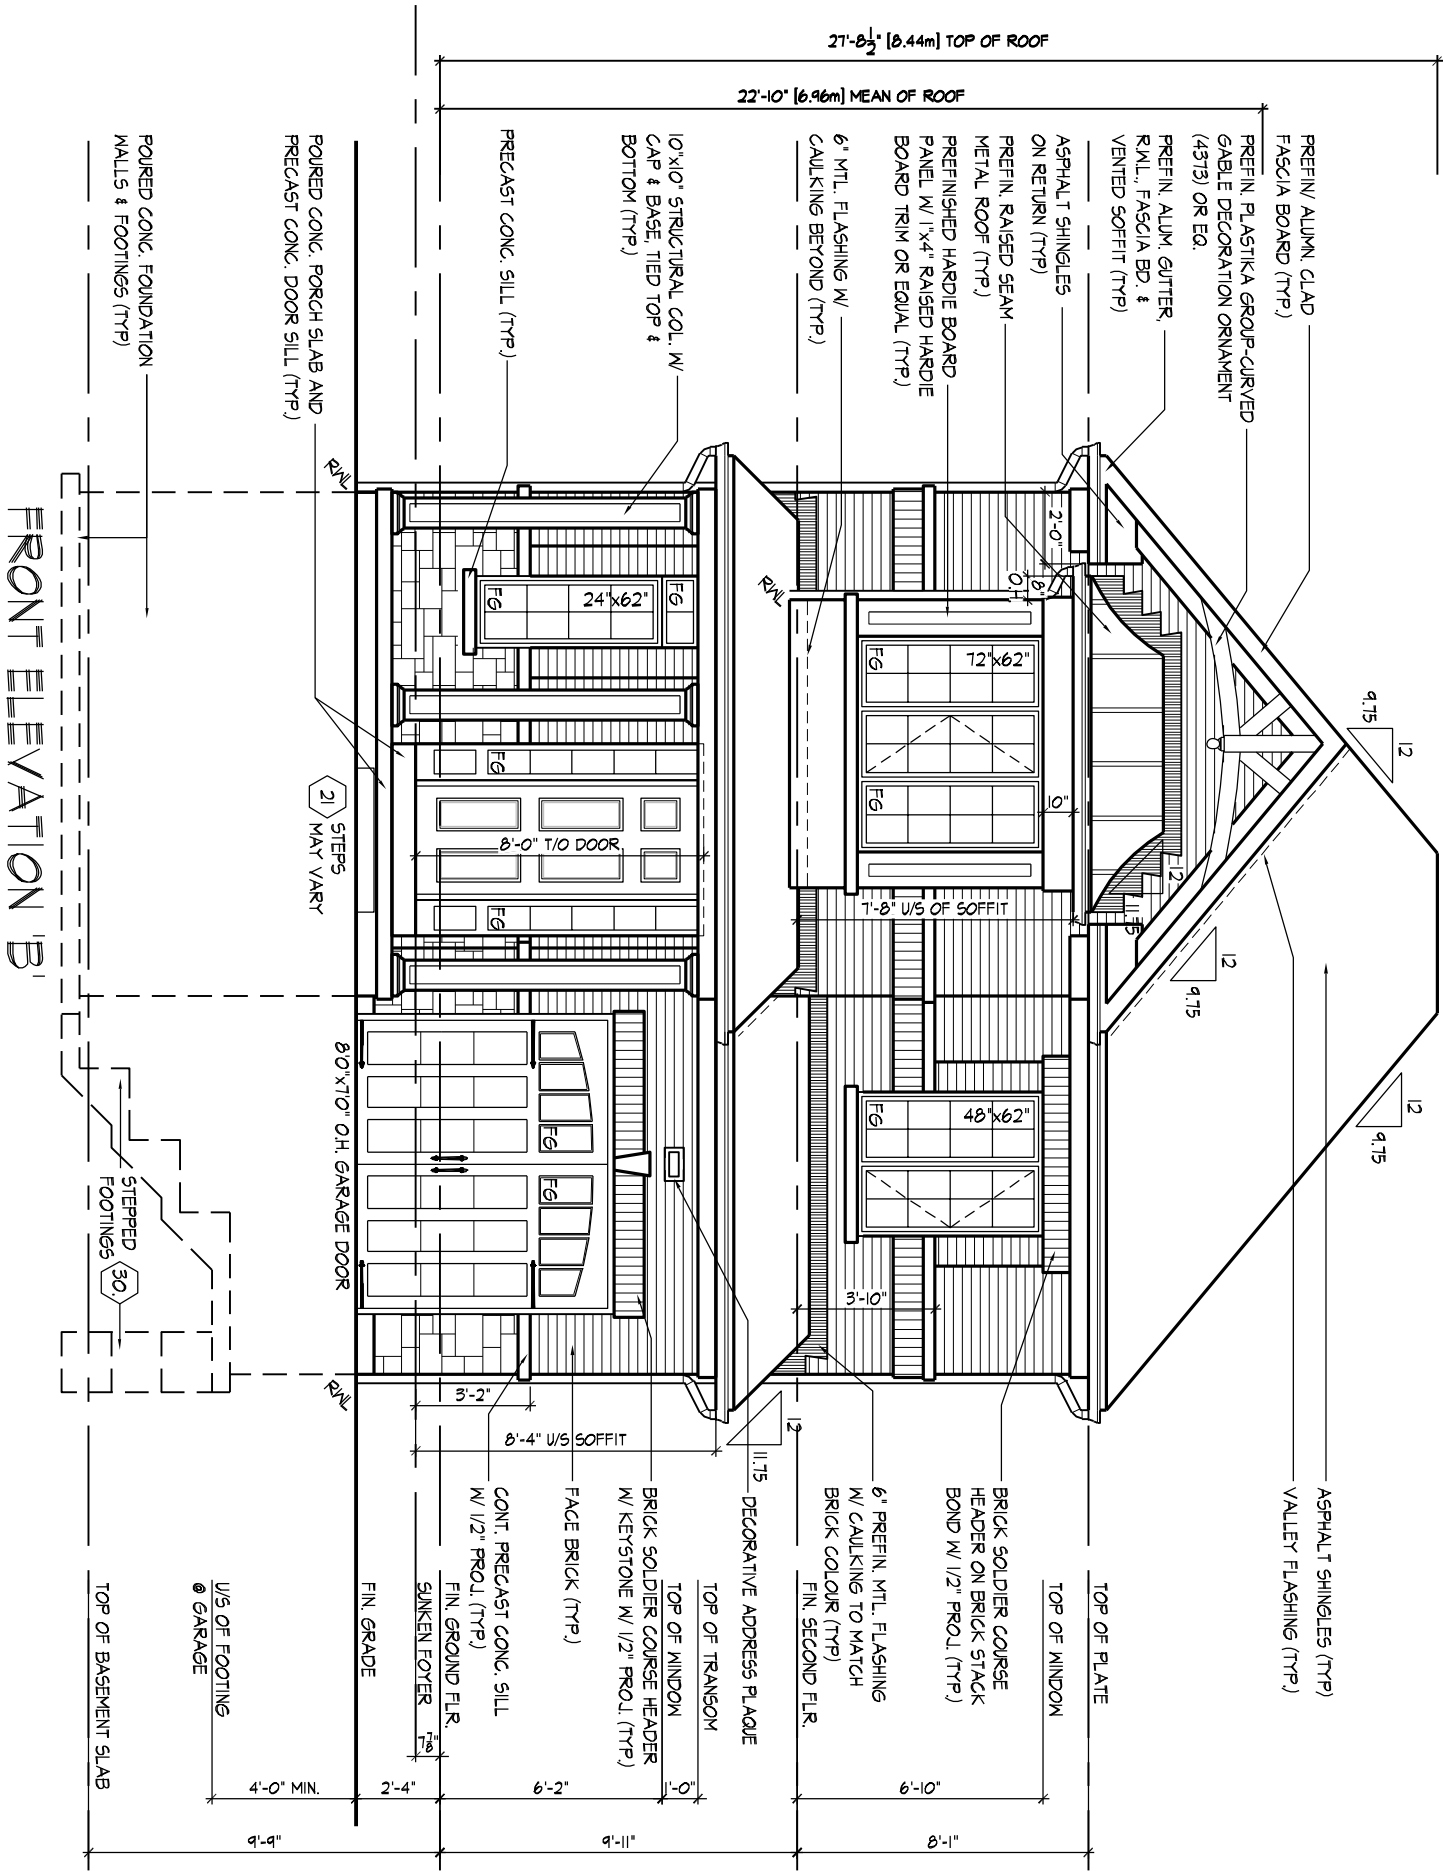 27'-8½" [8.44m] TOP OF ROOF
22'-10" [6.96m] MEAN OF ROOF
PREFIN/ ALUMN. CLAD
FASCIA BOARD (TYP.)
PREFIN. PLASTIKA GROUP-CURVED
GABLE DECORATION ORNAMENT
(4373) OR EQ.
PREFIN. ALUM. GUTTER,
R.W.L., FASCIA BD. &
VENTED SOFFIT (TYP)
ASPHALT SHINGLES
ON RETURN (TYP)
PREFIN. RAISED SEAM
METAL ROOF (TYP.)
PREFINISHED HARDIE BOARD
PANEL W/ 1"x4" RAISED HARDIE
BOARD TRIM OR EQUAL (TYP.)
6" MTL. FLASHING W/
CAULKING BEYOND (TYP.)
10"x10" STRUCTURAL COL. W/
CAP & BASE, TIED TOP &
BOTTOM (TYP.)
PRECAST CONC. SILL (TYP.)
POURED CONC. PORCH SLAB AND
PRECAST CONC. DOOR SILL (TYP.)
POURED CONC. FOUNDATION
WALLS & FOOTINGS (TYP)
12
9.75
12
9.75
12
9.75
12
11.75
2'-0"
8"
O.H.
10"
RWL
RWL
72"x62"
FG
FG
7'-8" U/S OF SOFFIT
48"x62"
FG
3'-10"
FG
24"x62"
FG
FG
8'-0" T/O DOOR
FG
FG
FG
21
STEPS
MAY VARY
8'0"x7'0" O.H. GARAGE DOOR
RWL
3'-2"
8'-4" U/S SOFFIT
12
11.75
STEPPED
FOOTINGS
30.
ASPHALT SHINGLES (TYP)
VALLEY FLASHING (TYP.)
TOP OF PLATE
TOP OF WINDOW
BRICK SOLDIER COURSE
HEADER ON BRICK STACK
BOND W/ 1/2" PROJ. (TYP.)
6" PREFIN. MTL. FLASHING
W/ CAULKING TO MATCH
BRICK COLOUR (TYP)
FIN. SECOND FLR.
DECORATIVE ADDRESS PLAQUE
TOP OF TRANSOM
TOP OF WINDOW
BRICK SOLDIER COURSE HEADER
W/ KEYSTONE W/ 1/2" PROJ. (TYP.)
FACE BRICK (TYP.)
CONT. PRECAST CONC. SILL
W/ 1/2" PROJ. (TYP.)
FIN. GROUND FLR.
SUNKEN FOYER
7⅞"
FIN. GRADE
U/S OF FOOTING
@ GARAGE
TOP OF BASEMENT SLAB
6'-10"
1'-0"
6'-2"
2'-4"
4'-0" MIN.
8'-1"
9'-11"
9'-9"
FRONT ELEVATION 'B'